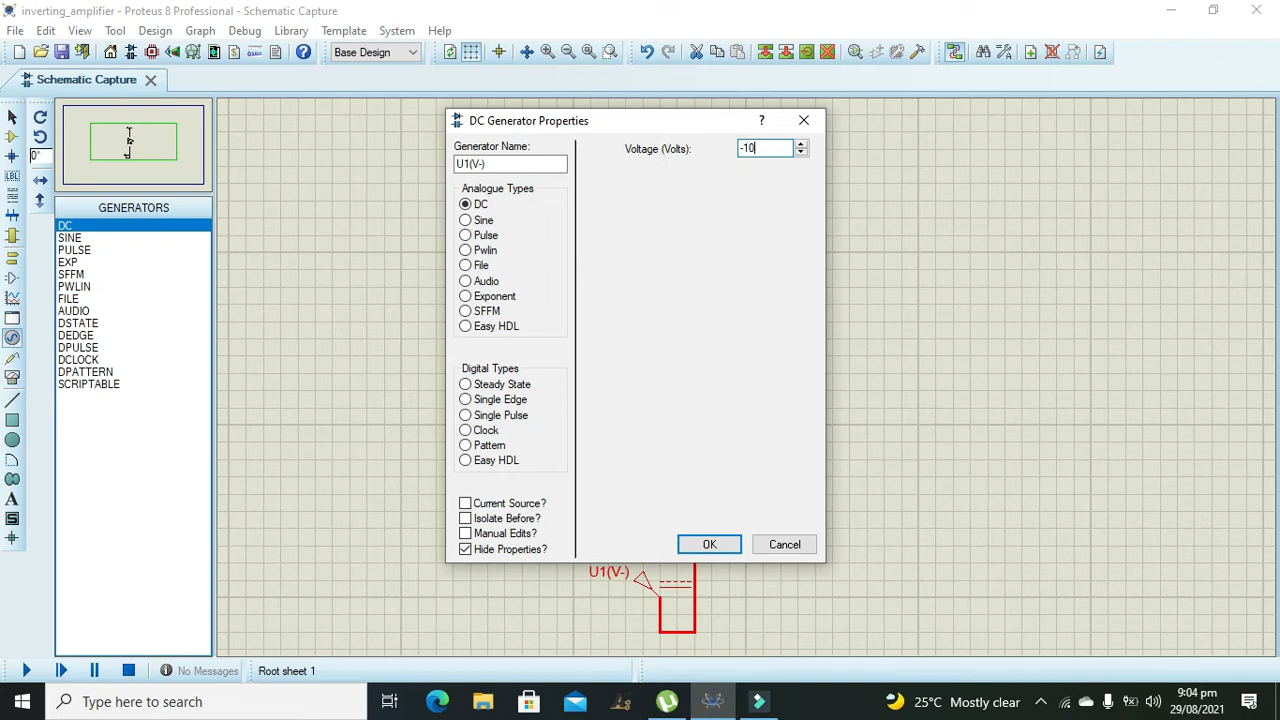 inverting_amplifier - Proteus 8 Professional - Schematic Capture
File Edit View Tool Design Graph Debug Library Template System Help
Base Design
Schematic Capture
0°
LBL
GENERATORS
DC
SINE
PULSE
EXP
SFFM
PWLIN
FILE
AUDIO
DSTATE
DEDGE
DPULSE
DCLOCK
DPATTERN
SCRIPTABLE
A
DC Generator Properties
?
Generator Name:
U1(V-)
Analogue Types
DC
Sine
Pulse
Pwlin
File
Audio
Exponent
SFFM
Easy HDL
Digital Types
Steady State
Single Edge
Single Pulse
Clock
Pattern
Easy HDL
Current Source?
Isolate Before?
Manual Edits?
Hide Properties?
Voltage (Volts): -10
OK Cancel
U1(V-)
No Messages Root sheet 1
Type here to search
25°C Mostly clear
9:04 pm
29/08/2021